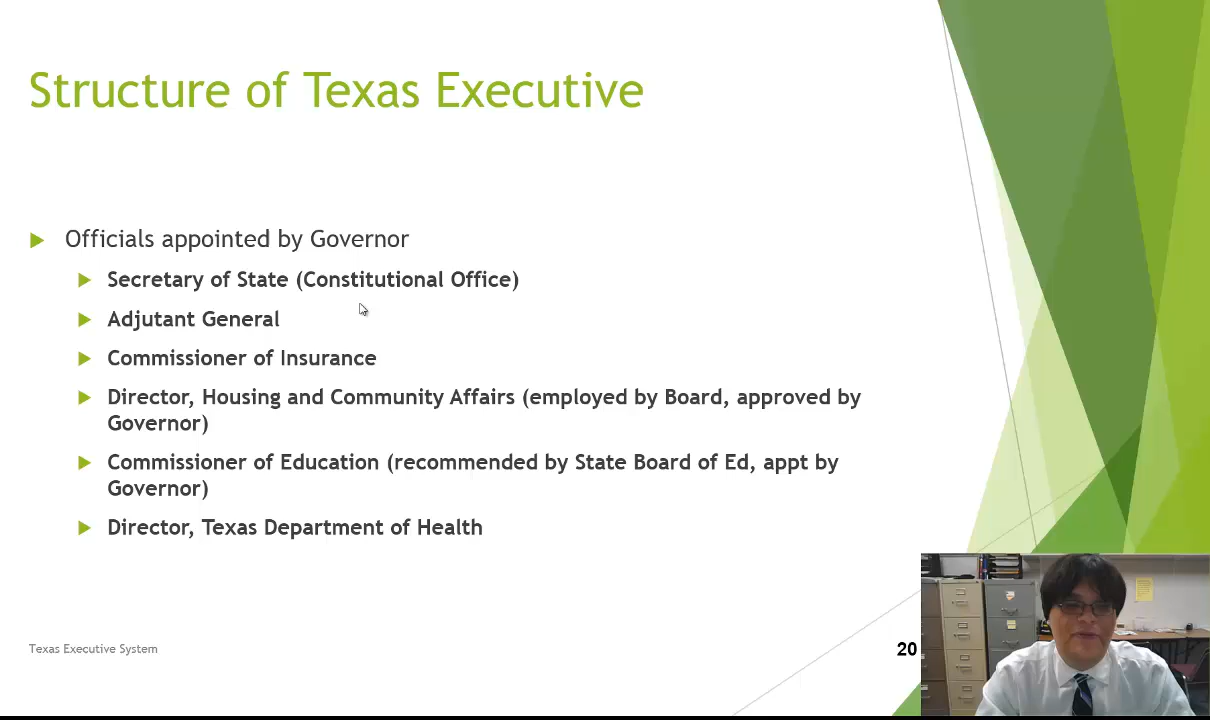 Structure of Texas Executive
Officials appointed by Governor
Secretary of State (Constitutional Office)
Adjutant General
Commissioner of Insurance
Director, Housing and Community Affairs (employed by Board, approved by
Governor)
Commissioner of Education (recommended by State Board of Ed, appt by
Governor)
Director, Texas Department of Health
Texas Executive System
20